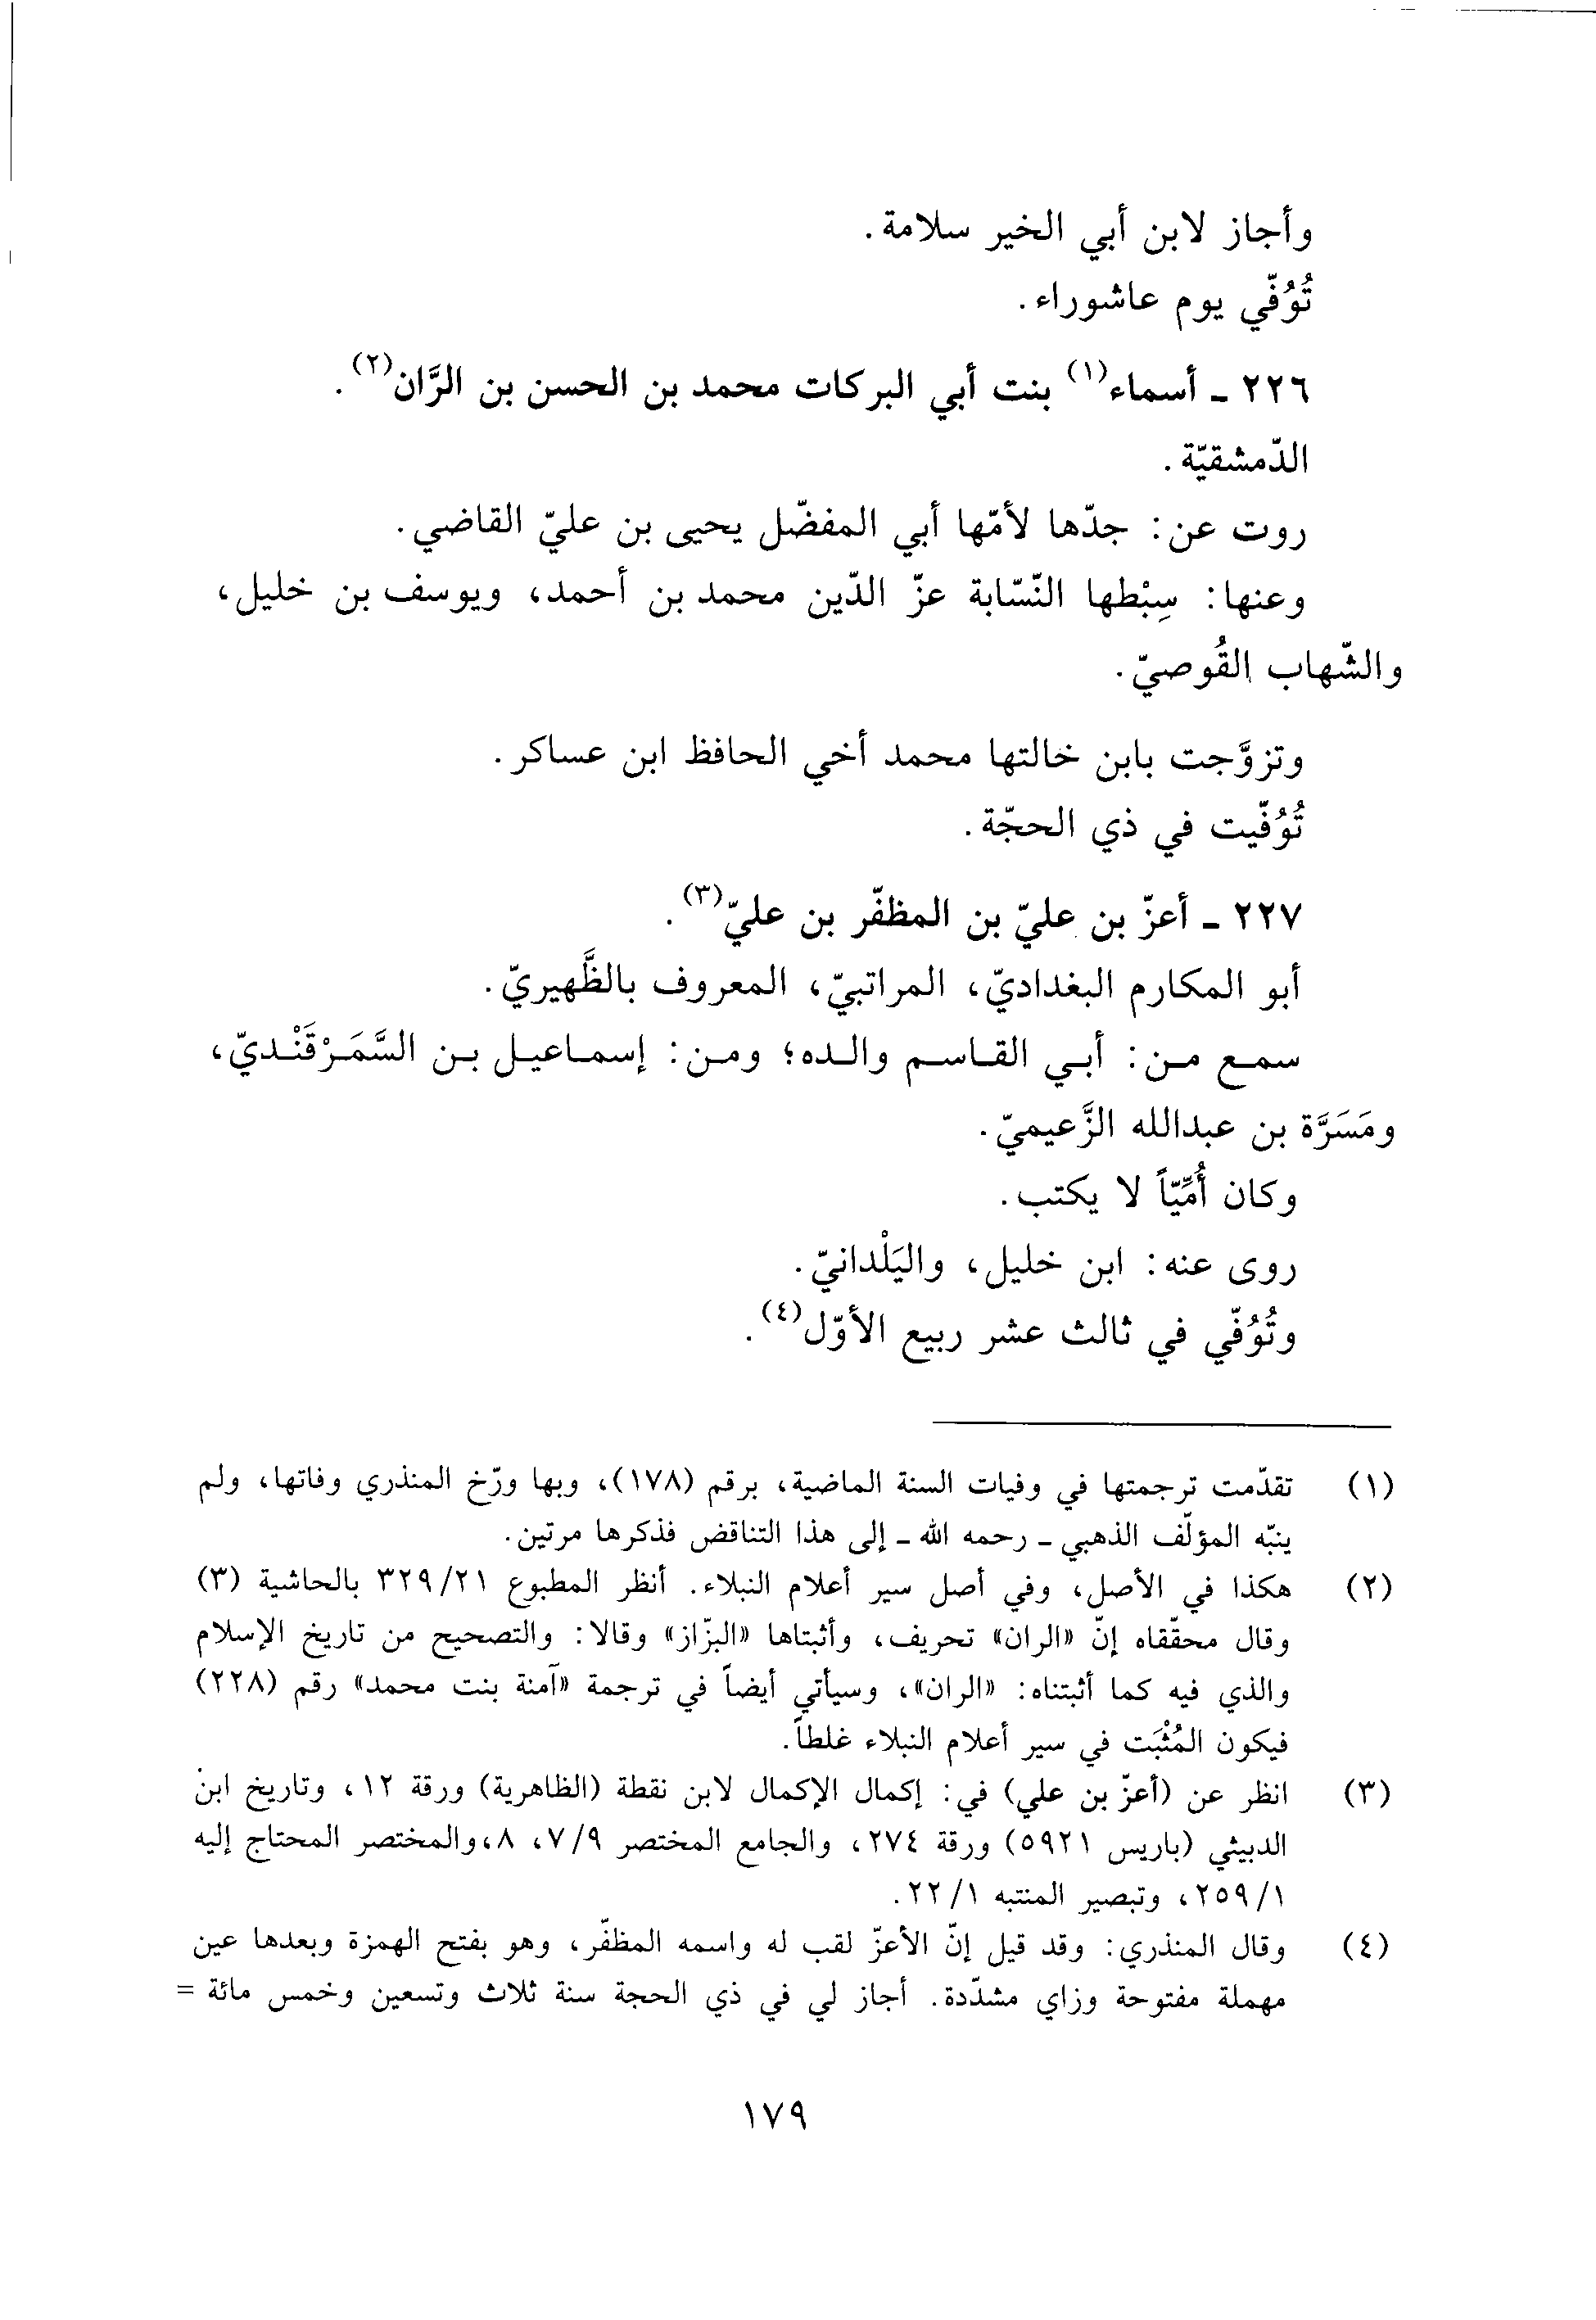 وأجاز لابن أبي الخير سلامة.
تُوُفّي يوم عاشوراء.
٢٢٦ ـ أسماء(١) بنت أبي البركات محمد بن الحسن بن الرَّان(٢).
الدّمشقيّة.
روت عن: جدّها لأمّها أبي المفضّل يحيى بن عليّ القاضي.
وعنها: سِبْطها النّسّابة عزّ الدّين محمد بن أحمد، ويوسف بن خليل،
والشّهاب القُوصيّ.
وتزوَّجت بابن خالتها محمد أخي الحافظ ابن عساكر.
تُوُفّيت في ذي الحجّة.
٢٢٧ ـ أعزّ بن عليّ بن المظفّر بن عليّ(٣).
أبو المكارم البغداديّ، المراتبيّ، المعروف بالظَّهيريّ.
سمع من: أبي القاسم والده؛ ومن: إسماعيل بن السَّمَرْقَنْديّ،
ومَسَرَّة بن عبدالله الزَّعيميّ.
وكان أُمِّيّاً لا يكتب.
روى عنه: ابن خليل، واليَلْدانيّ.
وتُوُفّي في ثالث عشر ربيع الأوّل(٤).
(١) تقدّمت ترجمتها في وفيات السنة الماضية، برقم (١٧٨)، وبها ورّخ المنذري وفاتها، ولم
ينبّه المؤلّف الذهبي ـ رحمه الله ـ إلى هذا التناقض فذكرها مرتين.
(٢) هكذا في الأصل، وفي أصل سير أعلام النبلاء. أنظر المطبوع ٣٢٩/٢١ بالحاشية (٣)
وقال محقّقاه إنّ «الران» تحريف، وأثبتاها «البزّاز» وقالا: والتصحيح من تاريخ الإسلام
والذي فيه كما أثبتناه: «الران»، وسيأتي أيضاً في ترجمة «آمنة بنت محمد» رقم (٢٢٨)
فيكون المُثْبَت في سير أعلام النبلاء غلطاً.
(٣) انظر عن (أعزّ بن علي) في: إكمال الإكمال لابن نقطة (الظاهرية) ورقة ١٢، وتاريخ ابن
الدبيثي (باريس ٥٩٢١) ورقة ٢٧٤، والجامع المختصر ٧/٩، ٨،والمختصر المحتاج إليه
٢٥٩/١، وتبصير المنتبه ٢٢/١.
(٤) وقال المنذري: وقد قيل إنّ الأعزّ لقب له واسمه المظفّر، وهو بفتح الهمزة وبعدها عين
مهملة مفتوحة وزاي مشدّدة. أجاز لي في ذي الحجة سنة ثلاث وتسعين وخمس مائة =
١٧٩